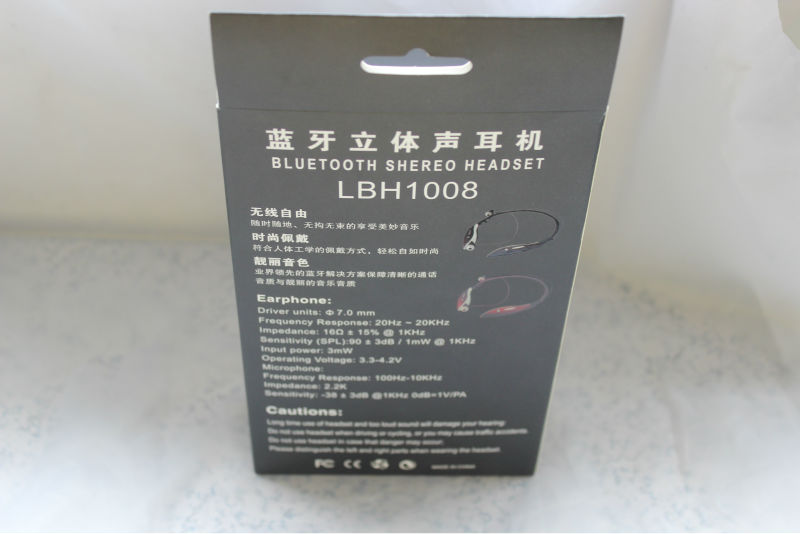 蓝牙立体声耳机
BLUETOOTH SHEREO HEADSET
LBH1008
无线自由
随时随地、无拘无束的享受美妙音乐
时尚佩戴
符合人体工学的佩戴方式，轻松自如时尚
靓丽音色
业界领先的蓝牙解决方案保障清晰的通话
音质与靓丽的音乐音质
Earphone:
Driver units: Φ7.0 mm
Frequency Response: 20Hz ~ 20KHz
Impedance: 16Ω ± 15% @ 1KHz
Sensitivity (SPL):90 ± 3dB / 1mW @ 1KHz
Input power: 3mW
Operating Voltage: 3.3-4.2V
Microphone:
Frequency Response: 100Hz-10KHz
Impedance: 2.2K
Sensitivity: -38 ± 3dB @1KHz 0dB=1V/PA
Cautions:
Long time use of headset and too loud sound will damage your hearing:
Do not use headset when driving or cycling, or you may cause traffic accidents.
Do not use headset in case that danger may occur:
Please distinguish the left and right parts when wearing the headset.
FC CE
MADE IN CHINA